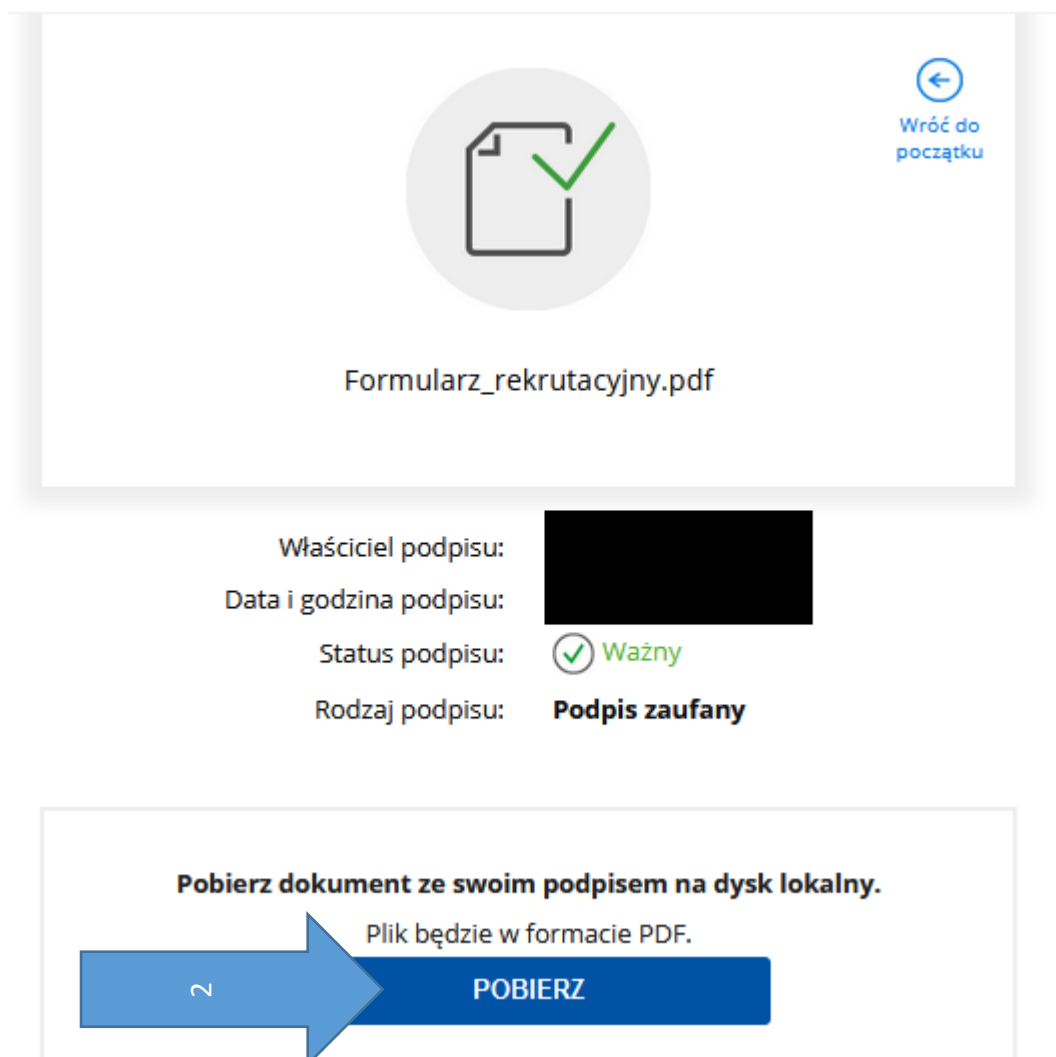 Wróć do
początku
Formularz_rekrutacyjny.pdf
Właściciel podpisu:
Data i godzina podpisu:
Status podpisu: Ważny
Rodzaj podpisu: Podpis zaufany
Pobierz dokument ze swoim podpisem na dysk lokalny.
Plik będzie w formacie PDF.
2 POBIERZ